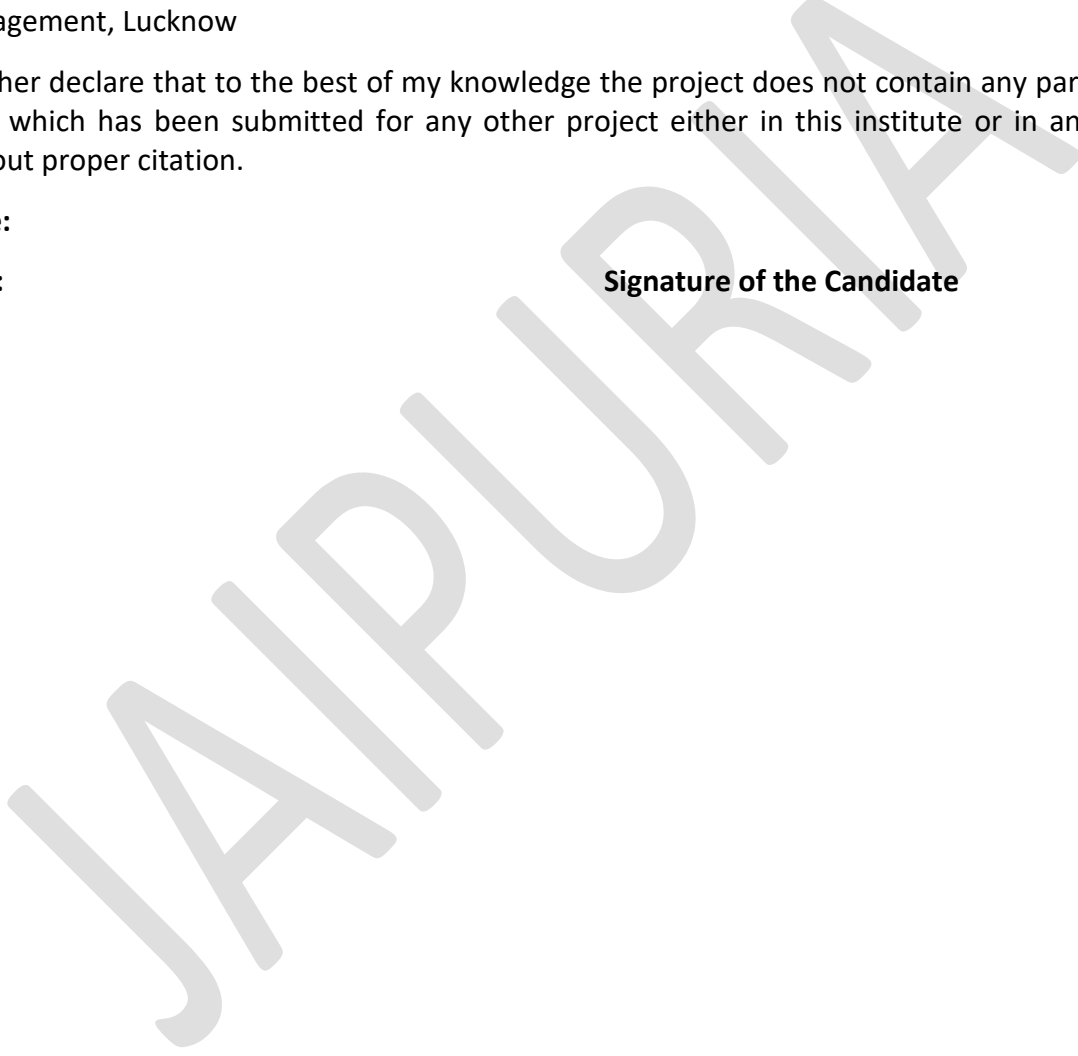 agement, Lucknow
her declare that to the best of my knowledge the project does not contain any par
which has been submitted for any other project either in this institute or in an
out proper citation.
e:
: Signature of the Candidate
JAIPURIA